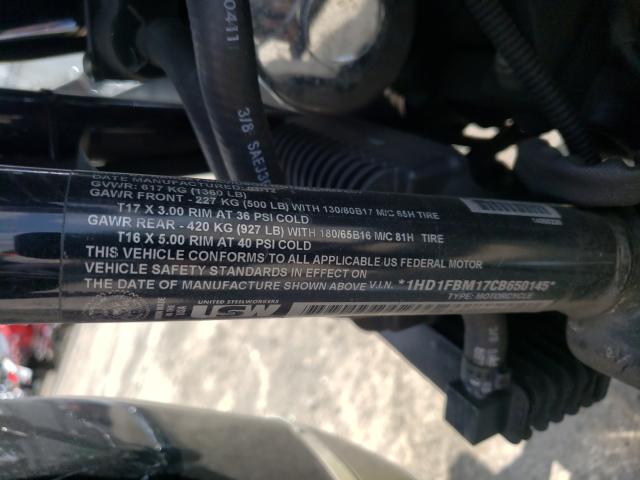 0411
3/8 SAEJ30
DATE MANUFACTURED:
GVWR: 617 KG (1360 LB)
GAWR FRONT - 227 KG (500 LB) WITH 130/80B17 M/C 65H TIRE
T17 X 3.00 RIM AT 36 PSI COLD
GAWR REAR - 420 KG (927 LB) WITH 180/65B16 M/C 81H TIRE
T16 X 5.00 RIM AT 40 PSI COLD
THIS VEHICLE CONFORMS TO ALL APPLICABLE US FEDERAL MOTOR
VEHICLE SAFETY STANDARDS IN EFFECT ON
THE DATE OF MANUFACTURE SHOWN ABOVE V.I.N. *1HD1FBM17CB650145*
TYPE: MOTORCYCLE
UNITED STEELWORKERS
USW